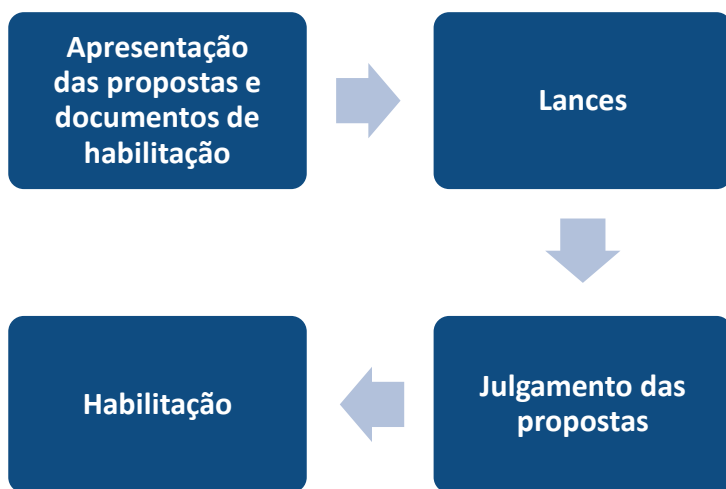 Apresentação
das propostas e
documentos de
habilitação
Lances
Julgamento das
propostas
Habilitação